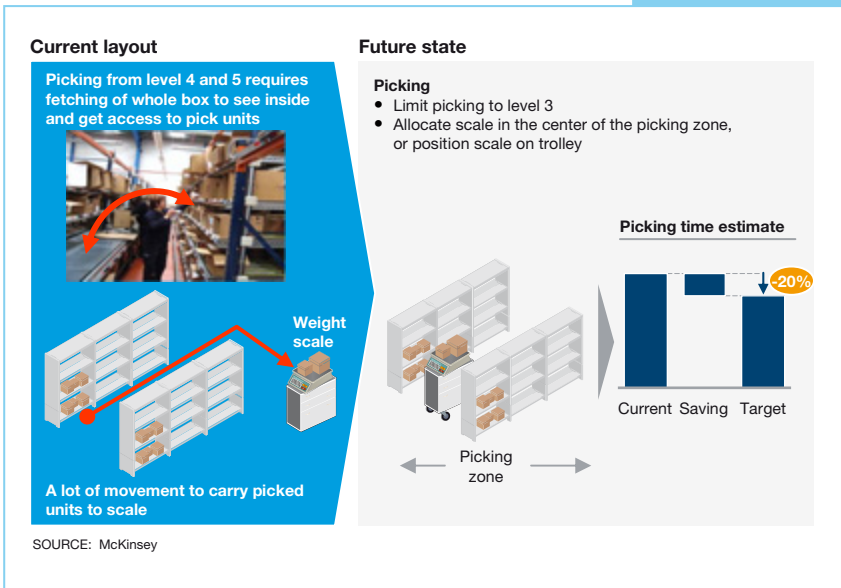 Current layout
Picking from level 4 and 5 requires
fetching of whole box to see inside
and get access to pick units
Weight
scale
A lot of movement to carry picked
units to scale
Future state
Picking
• Limit picking to level 3
• Allocate scale in the center of the picking zone,
or position scale on trolley
Picking time estimate
-20%
Current Saving Target
Picking
zone
SOURCE: McKinsey